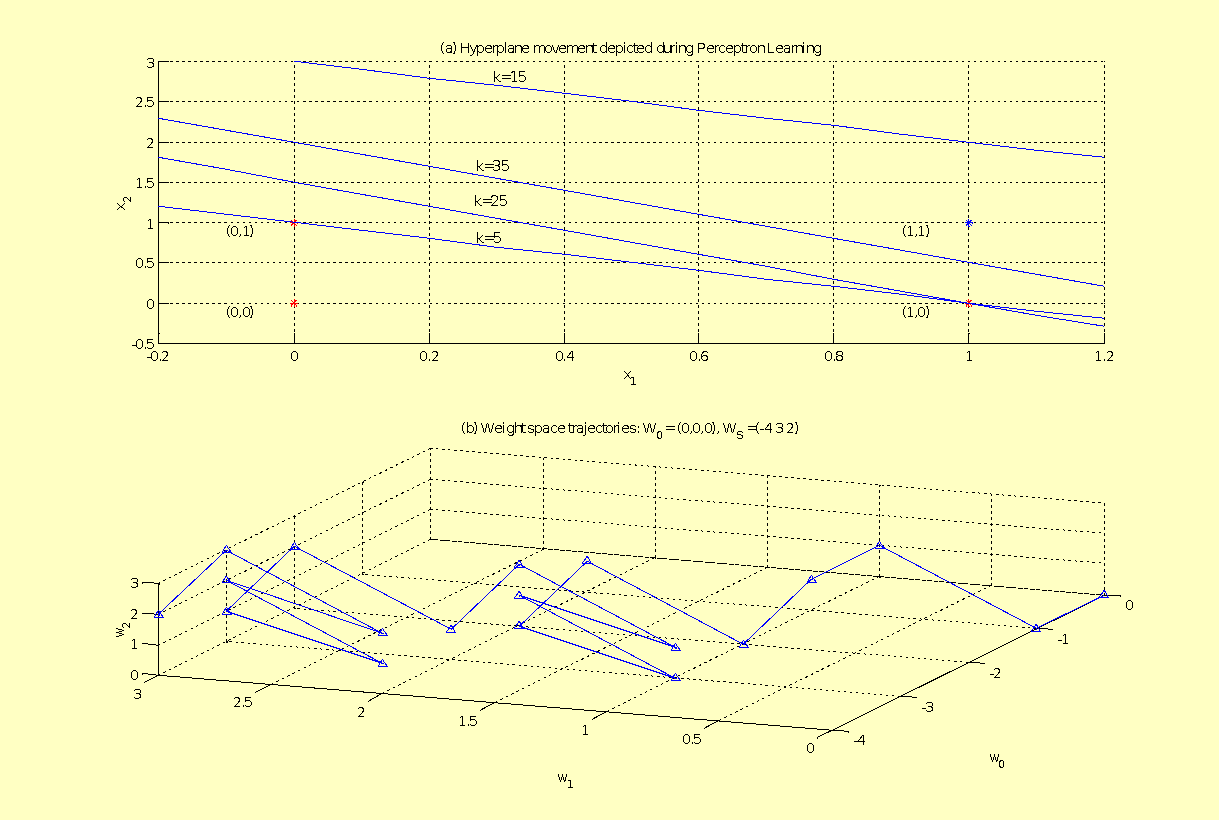 (a) Hyperplane movement depicted during Perceptron Learning
3
k=15
2.5
2
k=35
1.5
k=25
x2
1
(0,1)
k=5
(1,1)
0.5
0
(0,0)
(1,0)
-0.5
-0.2 0 0.2 0.4 0.6 0.8 1 1.2
x1
(b) Weight space trajectories: W0 = (0,0,0), WS =(-4 3 2)
3
2
w2
1
0
3
2.5
2
1.5
1
0.5
0
0
-1
-2
-3
-4
w0
w1